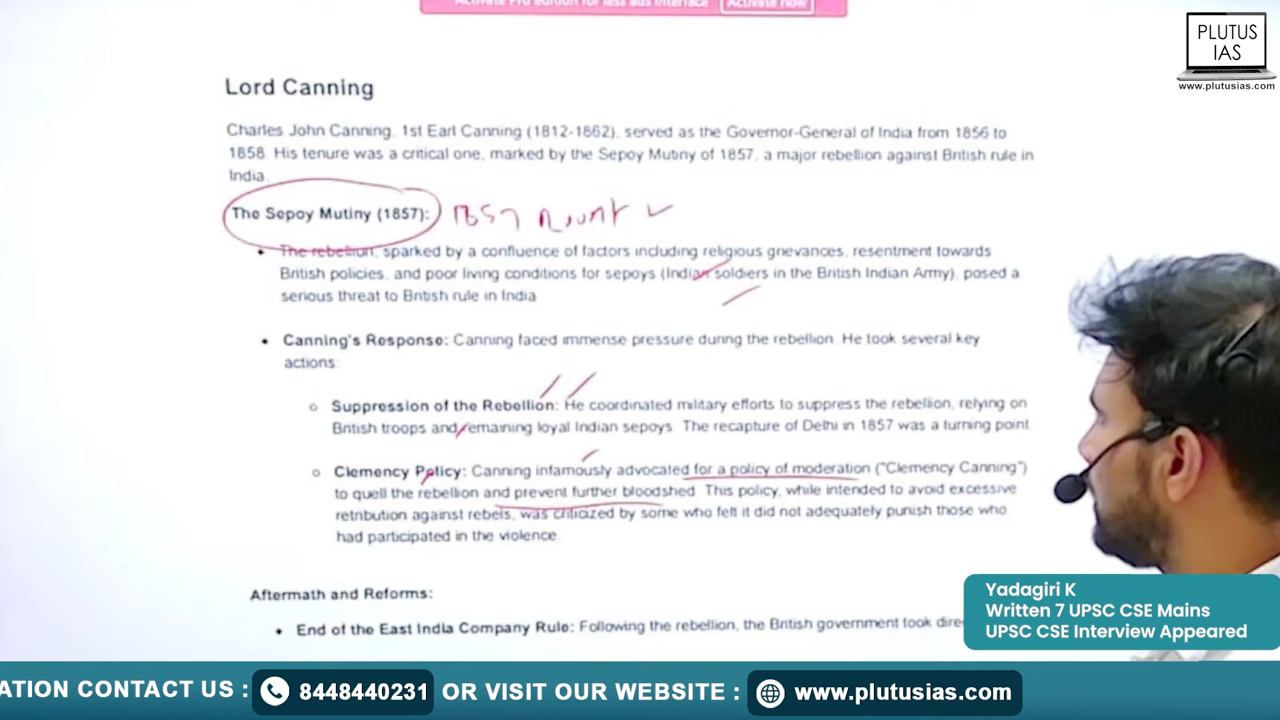 Activate Pro edition for less ads interface Activate now
PLUTUS
IAS
www.plutusias.com
Lord Canning
Charles John Canning, 1st Earl Canning (1812-1862), served as the Governor-General of India from 1856 to
1858. His tenure was a critical one, marked by the Sepoy Mutiny of 1857, a major rebellion against British rule in
India.
The Sepoy Mutiny (1857): 1857
• The rebellion, sparked by a confluence of factors including religious grievances, resentment towards
British policies, and poor living conditions for sepoys (Indian soldiers in the British Indian Army), posed a
serious threat to British rule in India
• Canning's Response: Canning faced immense pressure during the rebellion. He took several key
actions:
○ Suppression of the Rebellion: He coordinated military efforts to suppress the rebellion, relying on
British troops and remaining loyal Indian sepoys. The recapture of Delhi in 1857 was a turning point
○ Clemency Policy: Canning infamously advocated for a policy of moderation ("Clemency Canning")
to quell the rebellion and prevent further bloodshed. This policy, while intended to avoid excessive
retribution against rebels, was criticized by some who felt it did not adequately punish those who
had participated in the violence.
Aftermath and Reforms:
• End of the East India Company Rule: Following the rebellion, the British government took
Yadagiri K
Written 7 UPSC CSE Mains
UPSC CSE Interview Appeared
ATION CONTACT US : 8448440231 OR VISIT OUR WEBSITE : www.plutusias.com